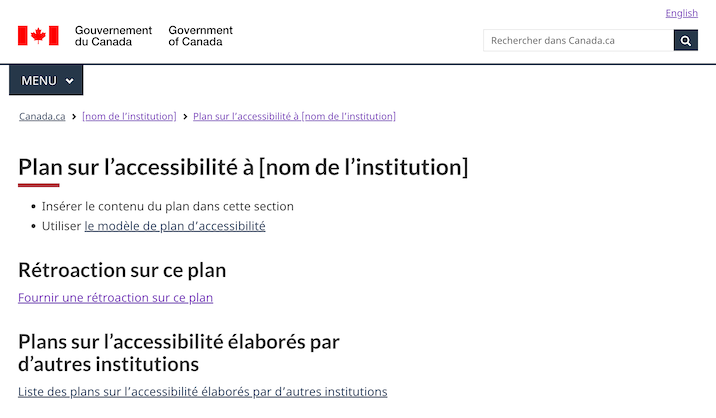 English
Gouvernement
du Canada
Government
of Canada
Rechercher dans Canada.ca
MENU
Canada.ca > [nom de l'institution] > Plan sur l'accessibilité à [nom de l'institution]
Plan sur l’accessibilité à [nom de l’institution]
• Insérer le contenu du plan dans cette section
• Utiliser le modèle de plan d’accessibilité
Rétroaction sur ce plan
Fournir une rétroaction sur ce plan
Plans sur l’accessibilité élaborés par
d’autres institutions
Liste des plans sur l’accessibilité élaborés par d’autres institutions